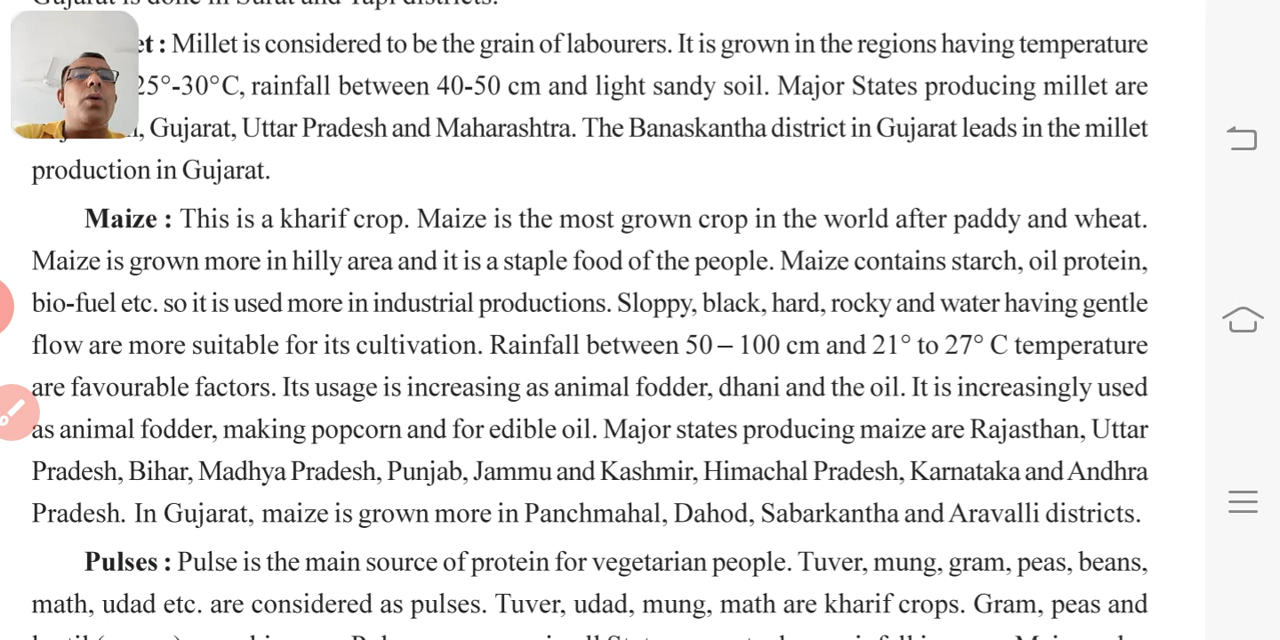 Gujarat is done in Surat and Tapi districts.
et : Millet is considered to be the grain of labourers. It is grown in the regions having temperature
25°-30°C, rainfall between 40-50 cm and light sandy soil. Major States producing millet are
, Gujarat, Uttar Pradesh and Maharashtra. The Banaskantha district in Gujarat leads in the millet
production in Gujarat.
Maize : This is a kharif crop. Maize is the most grown crop in the world after paddy and wheat.
Maize is grown more in hilly area and it is a staple food of the people. Maize contains starch, oil protein,
bio-fuel etc. so it is used more in industrial productions. Sloppy, black, hard, rocky and water having gentle
flow are more suitable for its cultivation. Rainfall between 50 – 100 cm and 21° to 27° C temperature
are favourable factors. Its usage is increasing as animal fodder, dhani and the oil. It is increasingly used
as animal fodder, making popcorn and for edible oil. Major states producing maize are Rajasthan, Uttar
Pradesh, Bihar, Madhya Pradesh, Punjab, Jammu and Kashmir, Himachal Pradesh, Karnataka and Andhra
Pradesh. In Gujarat, maize is grown more in Panchmahal, Dahod, Sabarkantha and Aravalli districts.
Pulses : Pulse is the main source of protein for vegetarian people. Tuver, mung, gram, peas, beans,
math, udad etc. are considered as pulses. Tuver, udad, mung, math are kharif crops. Gram, peas and